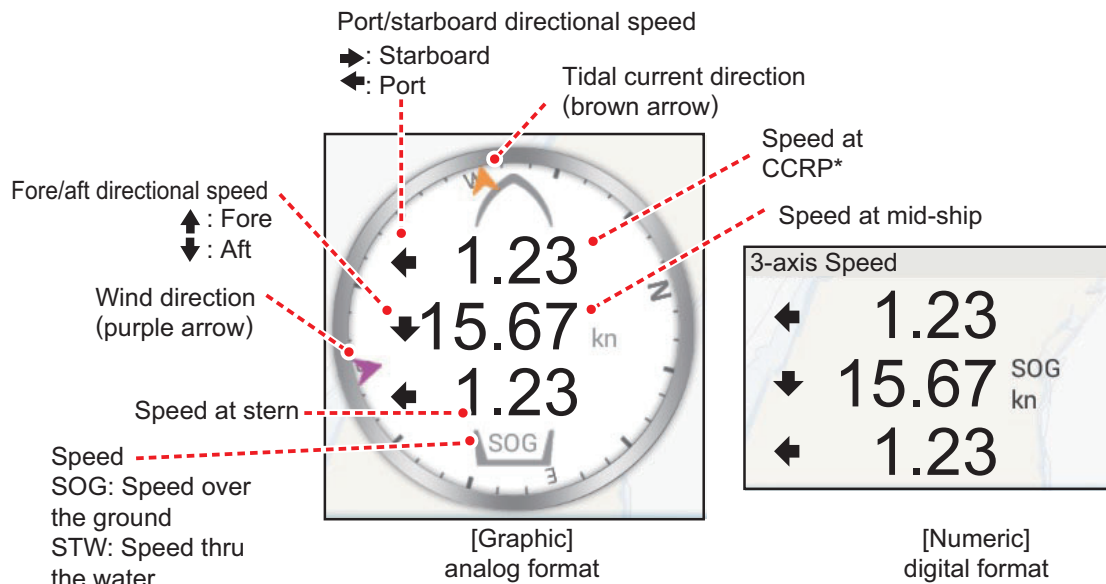 Port/starboard directional speed
➡: Starboard
⬅: Port
Tidal current direction
(brown arrow)
Speed at
CCRP*
Fore/aft directional speed
⬆: Fore
⬇: Aft
Speed at mid-ship
Wind direction
(purple arrow)
W
N
1.23
15.67 kn
1.23
SOG
E
Speed at stern
Speed
SOG: Speed over
the ground
STW: Speed thru
the water
[Graphic]
analog format
3-axis Speed
1.23
15.67 SOG
kn
1.23
[Numeric]
digital format